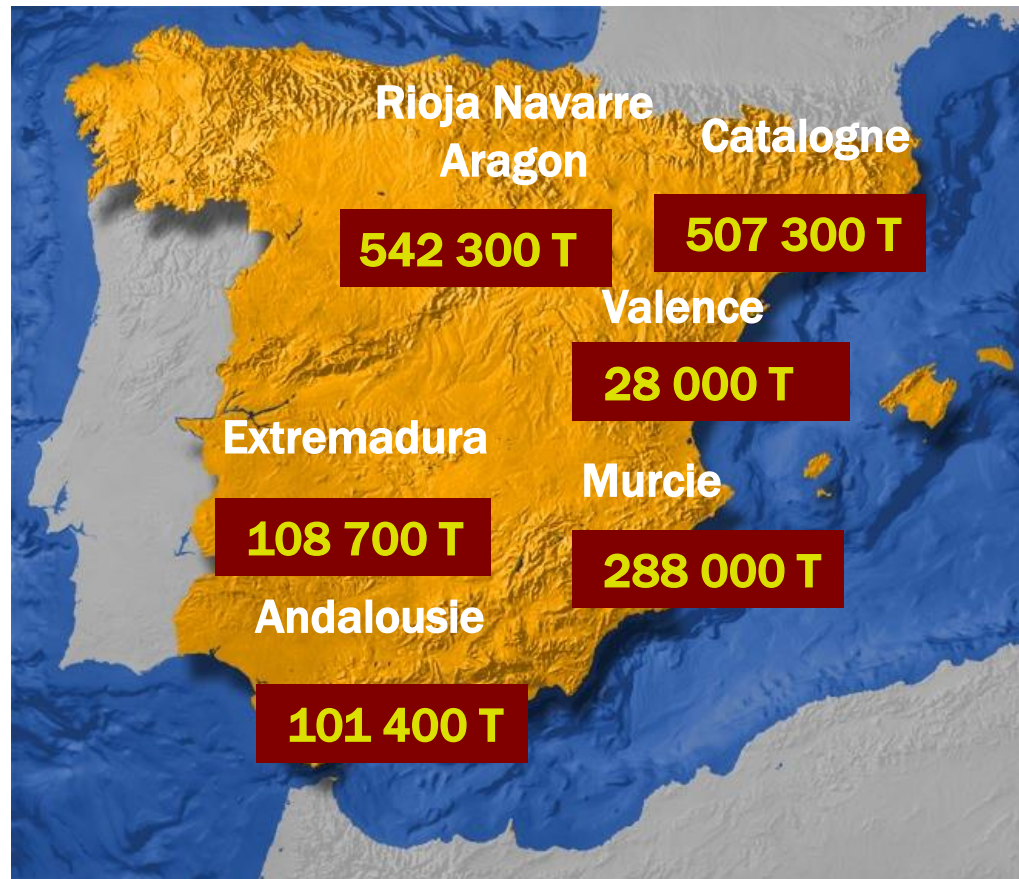 Rioja Navarre
Aragon
542 300 T
Catalogne
507 300 T
Valence
28 000 T
Extremadura
108 700 T
Murcie
288 000 T
Andalousie
101 400 T